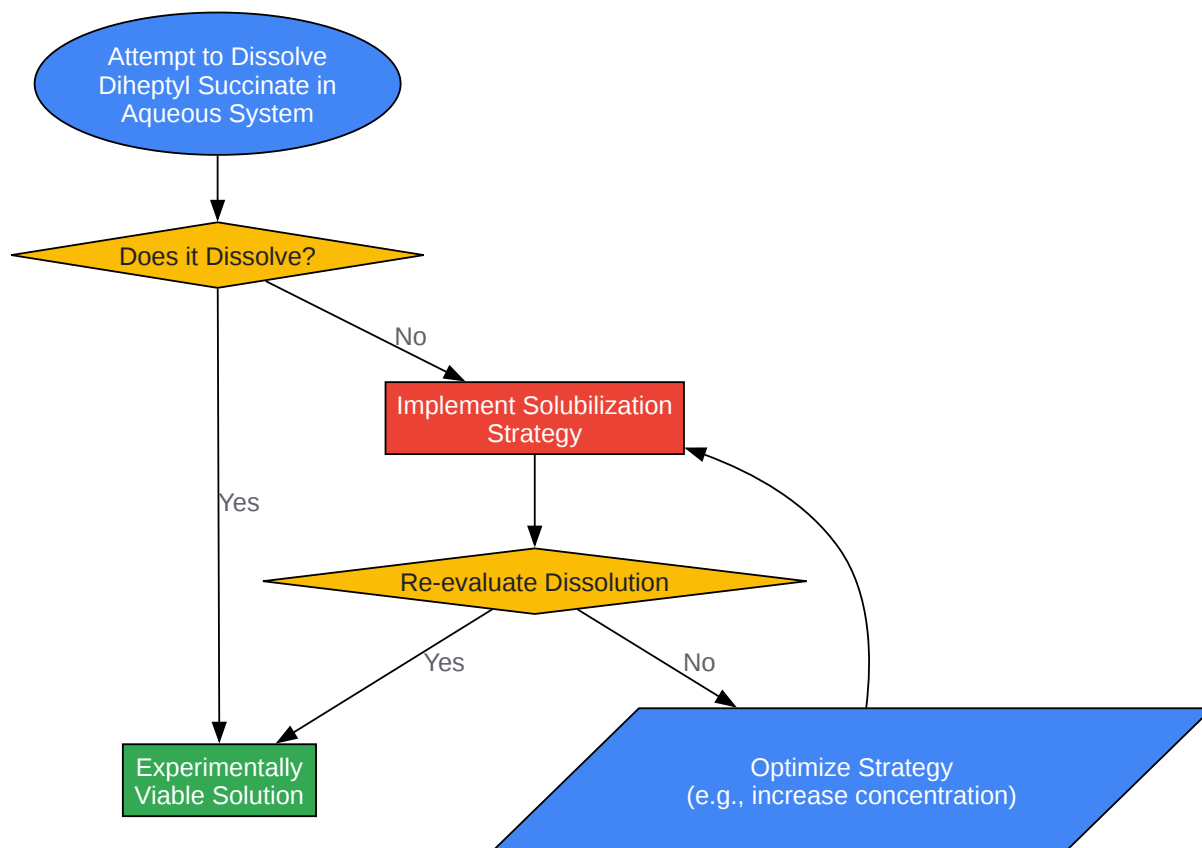 Attempt to Dissolve
Diheptyl Succinate in
Aqueous System
Does it Dissolve?
No
Implement Solubilization
Strategy
Yes
Re-evaluate Dissolution
Yes
No
Experimentally
Viable Solution
Optimize Strategy
(e.g., increase concentration)